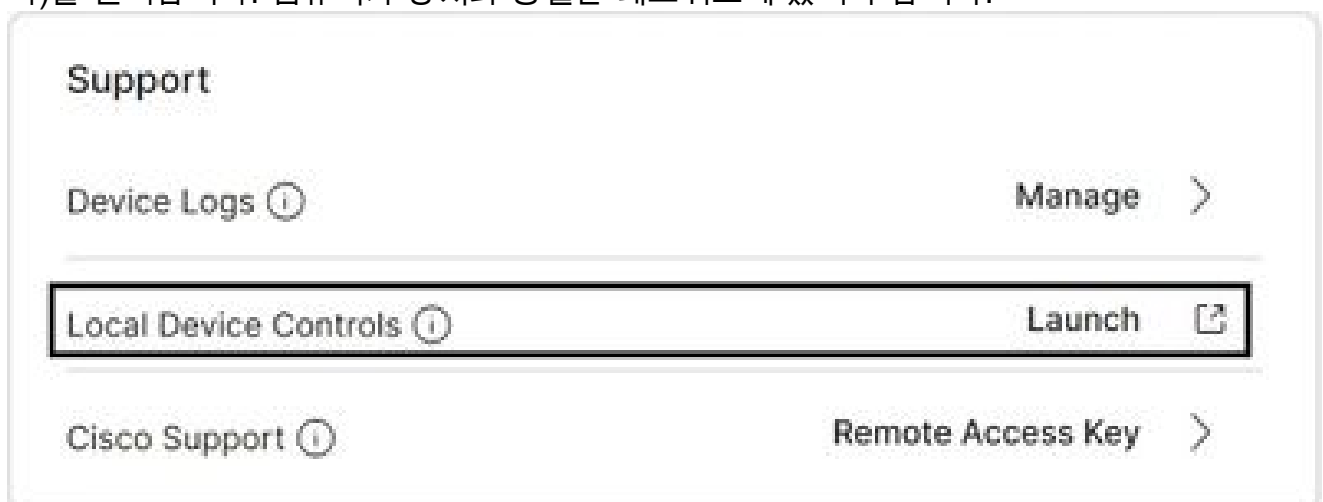 Support
Device Logs
Manage
Local Device Controls
Launch
Cisco Support
Remote Access Key